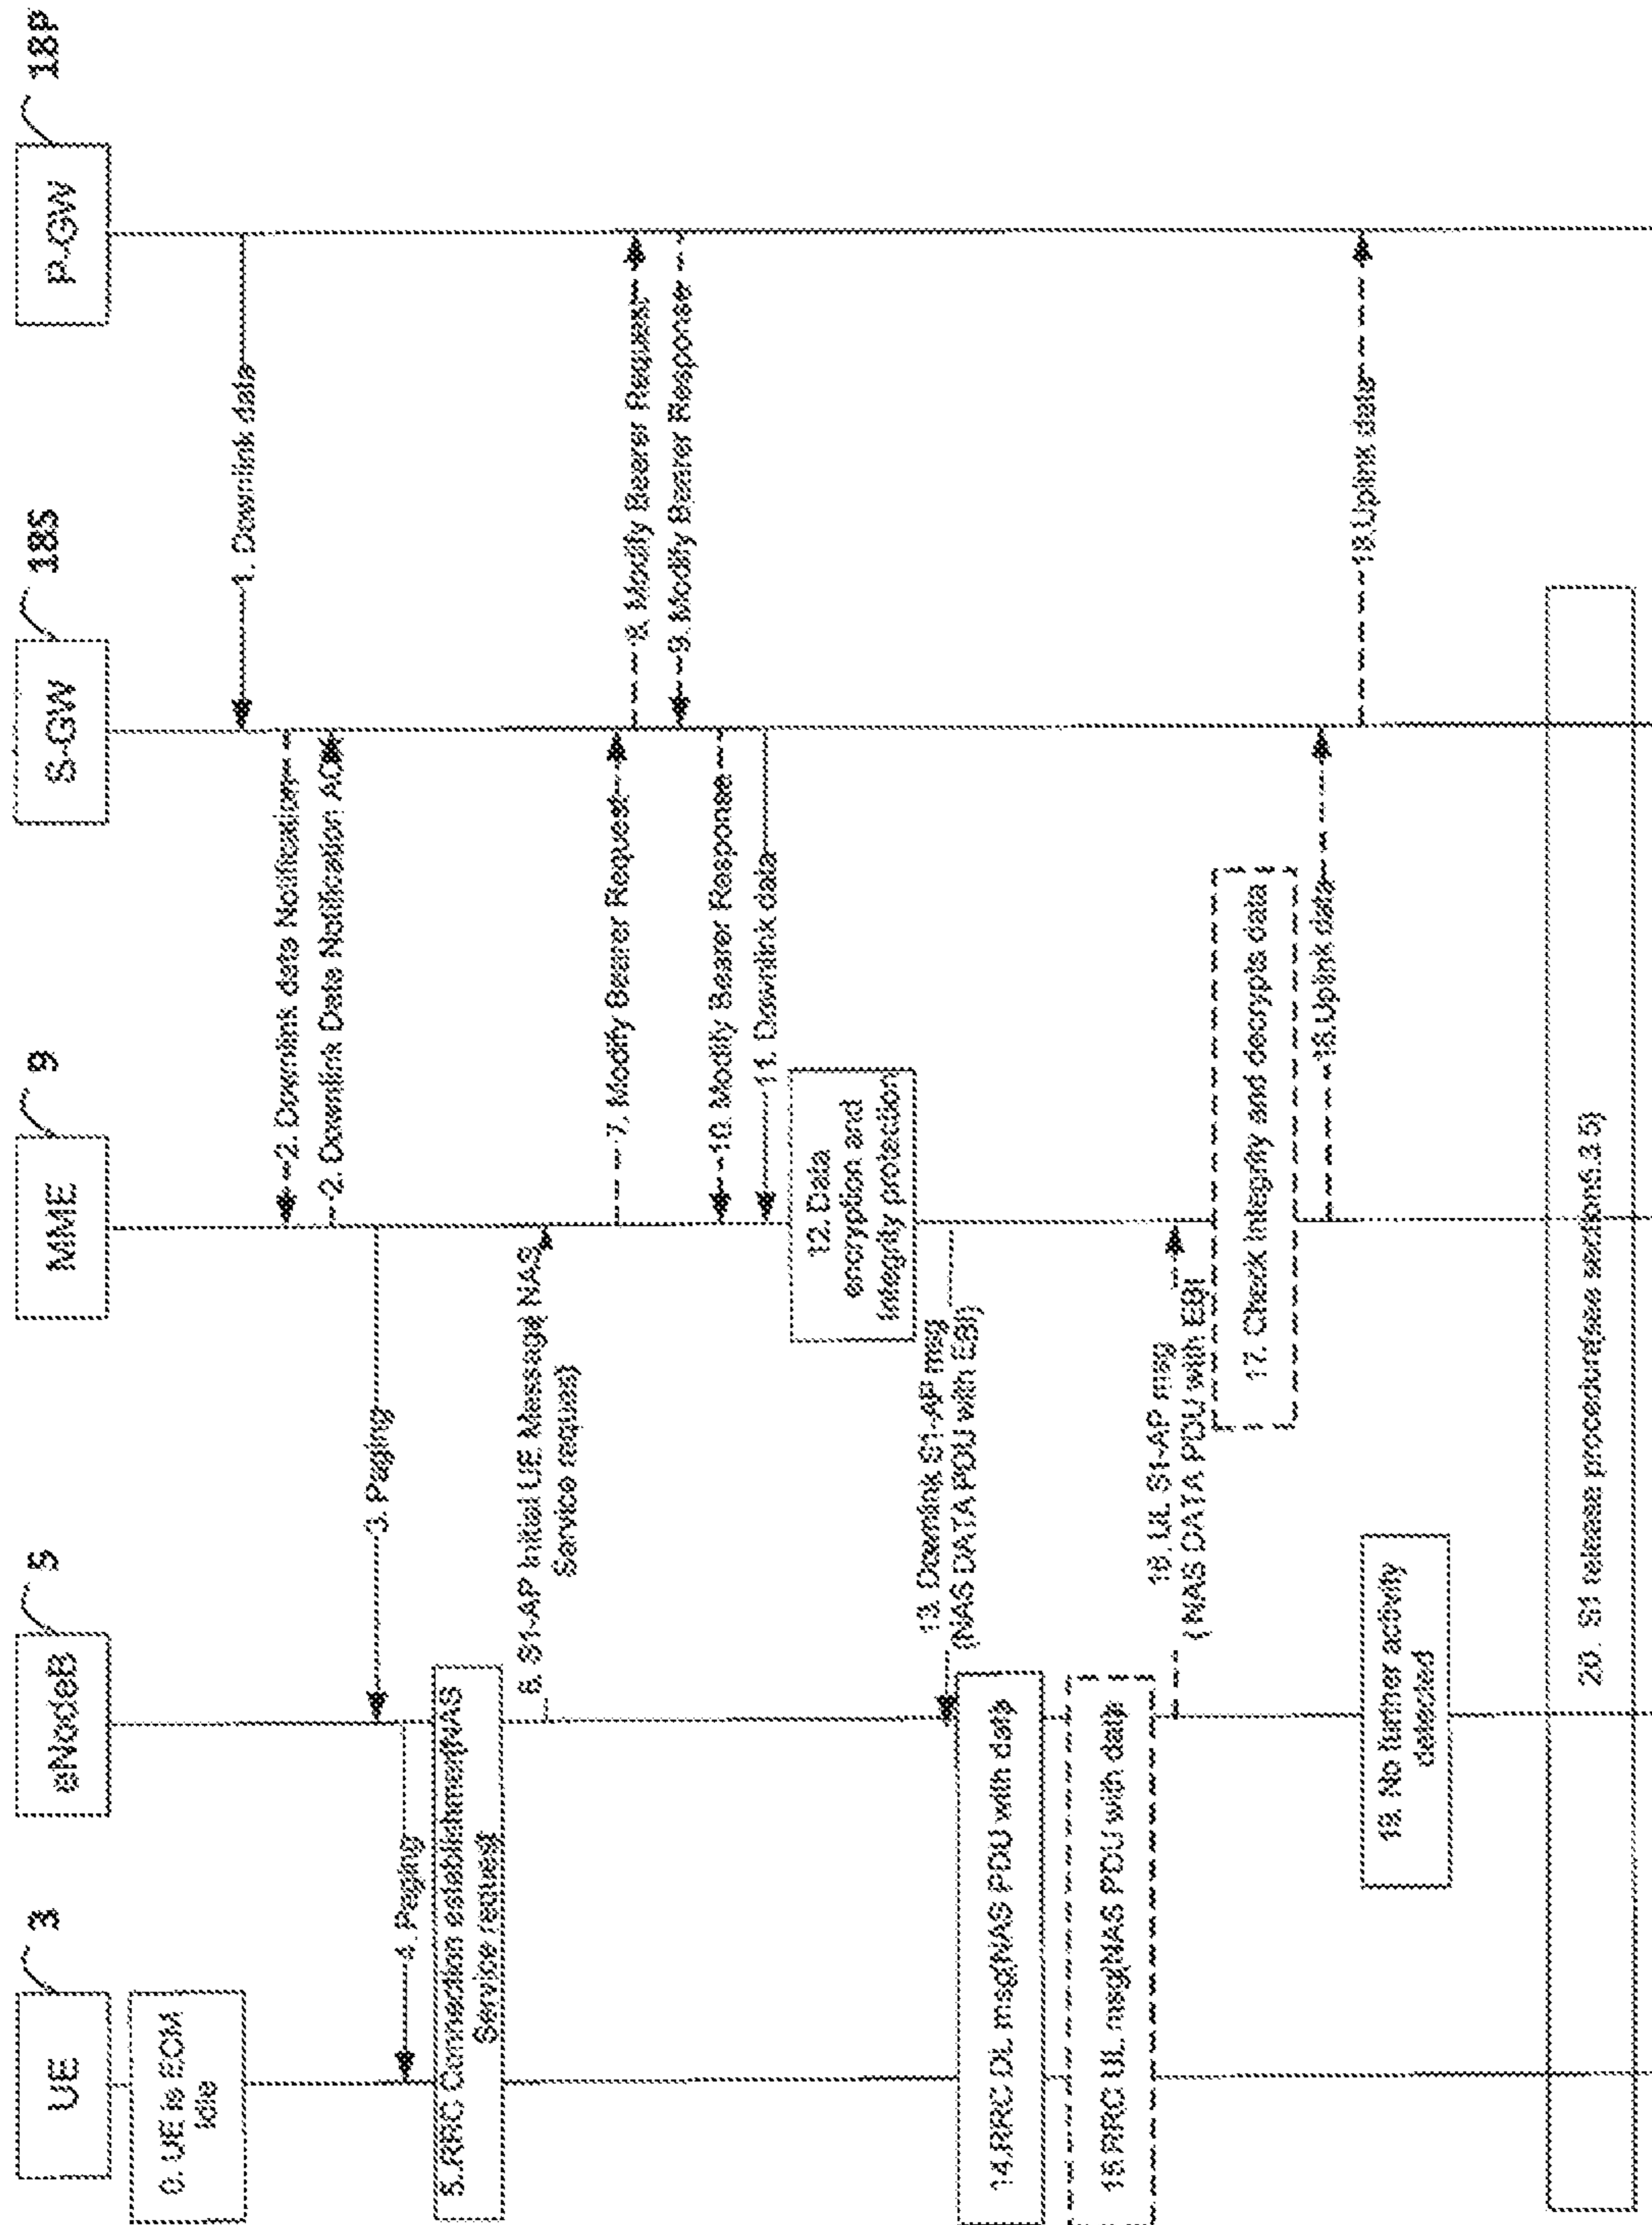 UE
3
eNodeB
5
MME
9
S-GW
18S
P-GW
18P
0. UE is ECM
Idle
1. Downlink data
2. Downlink data Notification
2. Downlink Data Notification ACK
3. Paging
4. Paging
5. RRC Connection establishment(NAS
Service request
6. S1-AP Initial UE Message( NAS
Service request)
7. Modify Bearer Request
8. Modify Bearer Request
9. Modify Bearer Response
10. Modify Bearer Response
11. Downlink data
12. Data
encryption and
integrity protection
13. Downlink S1-AP msg
(NAS DATA PDU with EBI)
14.RRC DL msg(NAS PDU with data
15.RRC UL msg(NAS PDU with data
16. UL S1-AP msg
( NAS DATA PDU with EBI
17. Check Integrity and decrypts data
18.Uplink data
18.Uplink data
19. No further activity
detected
20. S1 release procedure(see section5.3.5)